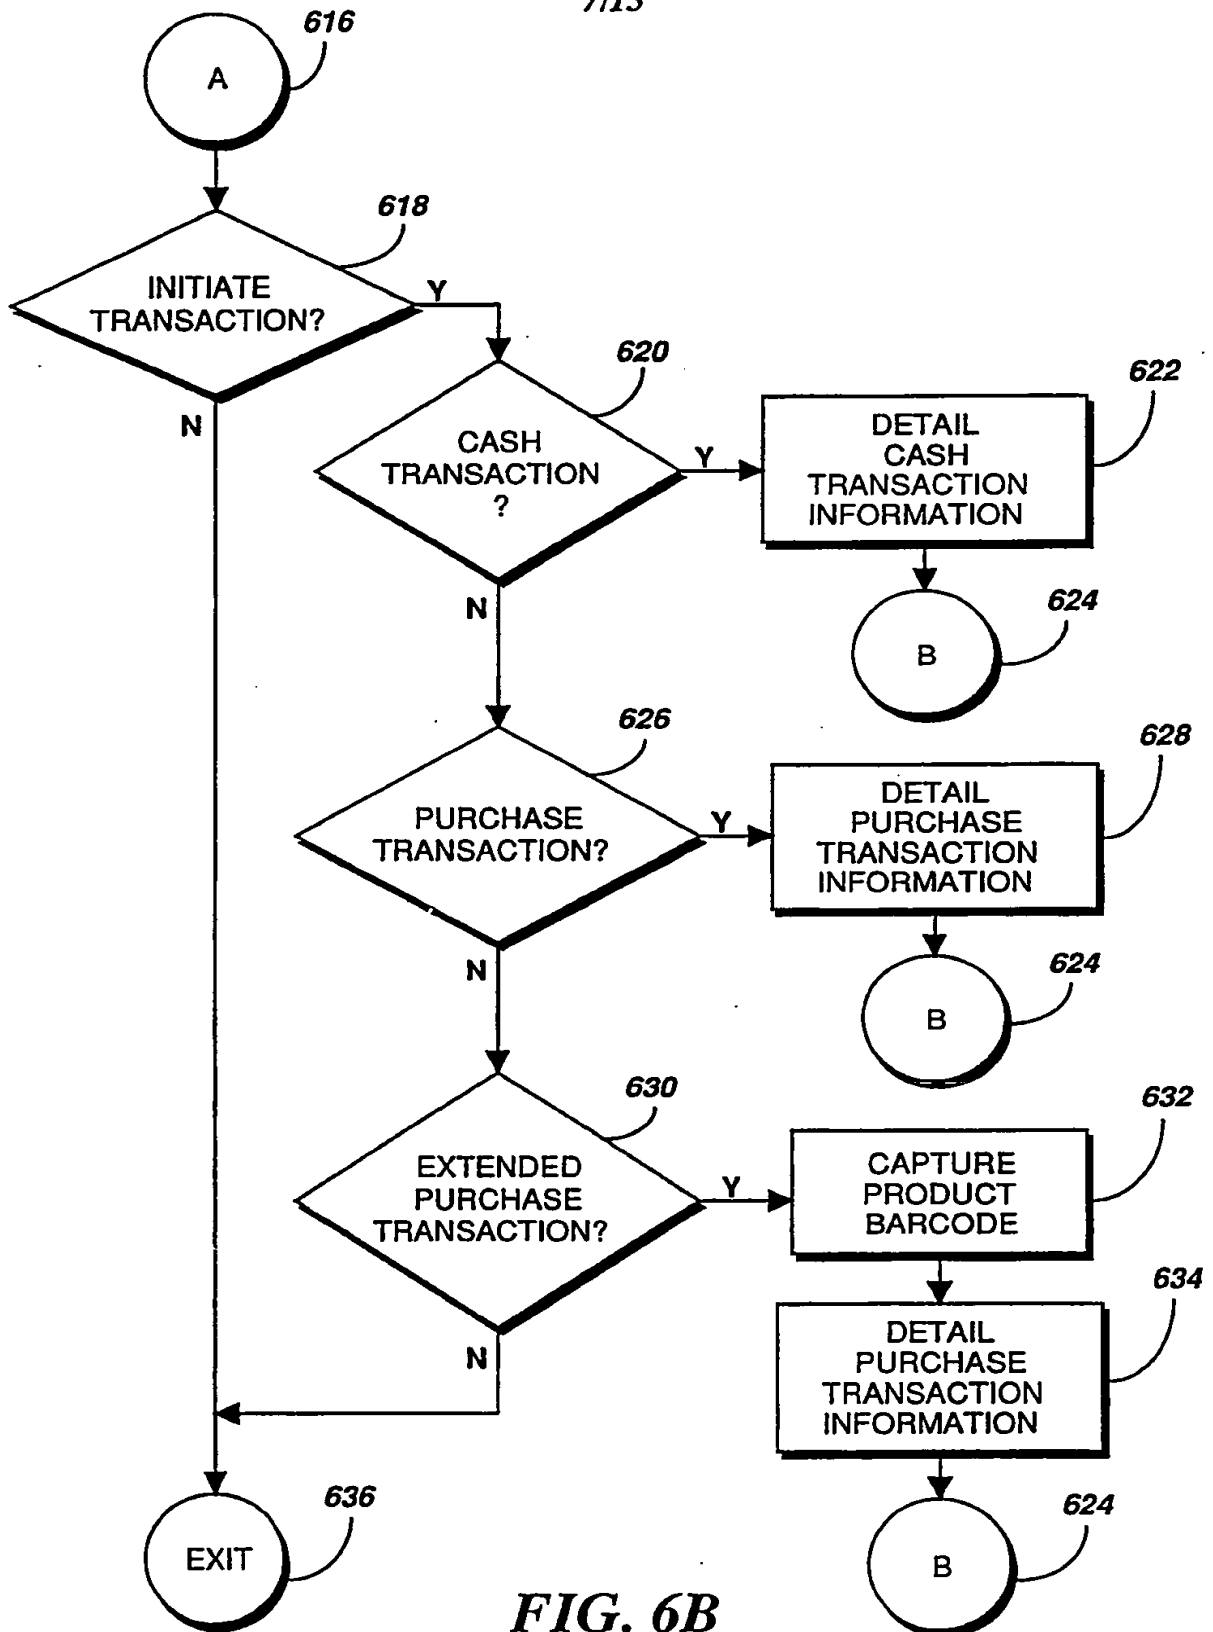 7/13
616
A
618
INITIATE
TRANSACTION?
Y
N
620
CASH
TRANSACTION
?
Y
N
622
DETAIL
CASH
TRANSACTION
INFORMATION
624
B
626
PURCHASE
TRANSACTION?
Y
N
628
DETAIL
PURCHASE
TRANSACTION
INFORMATION
624
B
630
EXTENDED
PURCHASE
TRANSACTION?
Y
N
632
CAPTURE
PRODUCT
BARCODE
634
DETAIL
PURCHASE
TRANSACTION
INFORMATION
624
B
636
EXIT
FIG. 6B